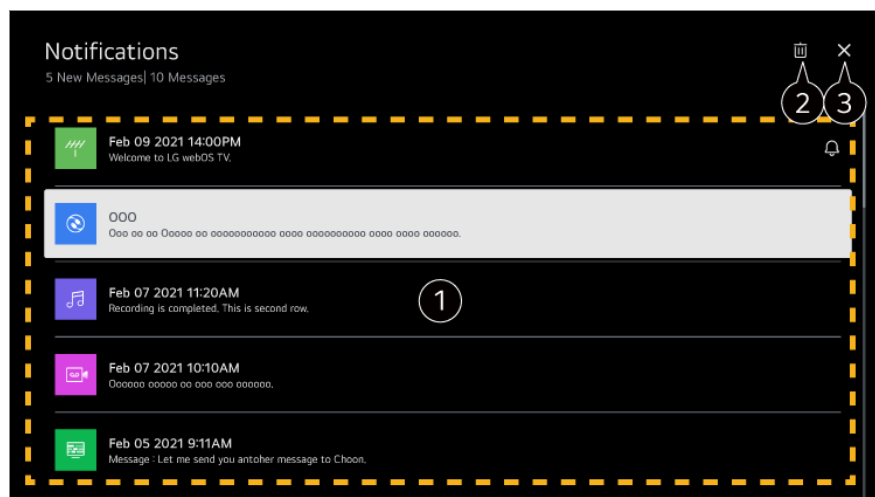 Notifications
5 New Messages| 10 Messages
2
3
Feb 09 2021 14:00PM
Welcome to LG webOS TV.
OOO
Ooo oo oo Ooooo oo ooooooooooo oooo oooooooooo oooo oooo oooooo.
Feb 07 2021 11:20AM
Recording is completed. This is second row.
1
Feb 07 2021 10:10AM
Oooooo ooooo oo ooo ooo oooooo.
Feb 05 2021 9:11AM
Message : Let me send you antoher message to Choon.